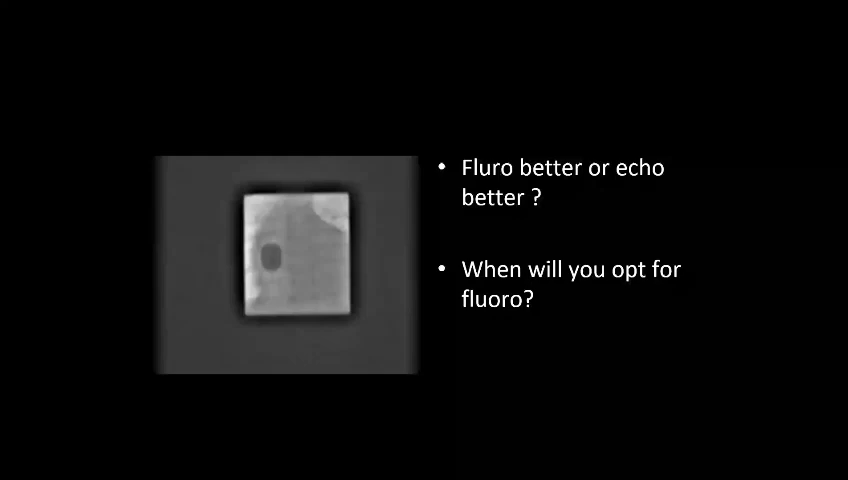 • Fluro better or echo
better ?
• When will you opt for
fluoro?